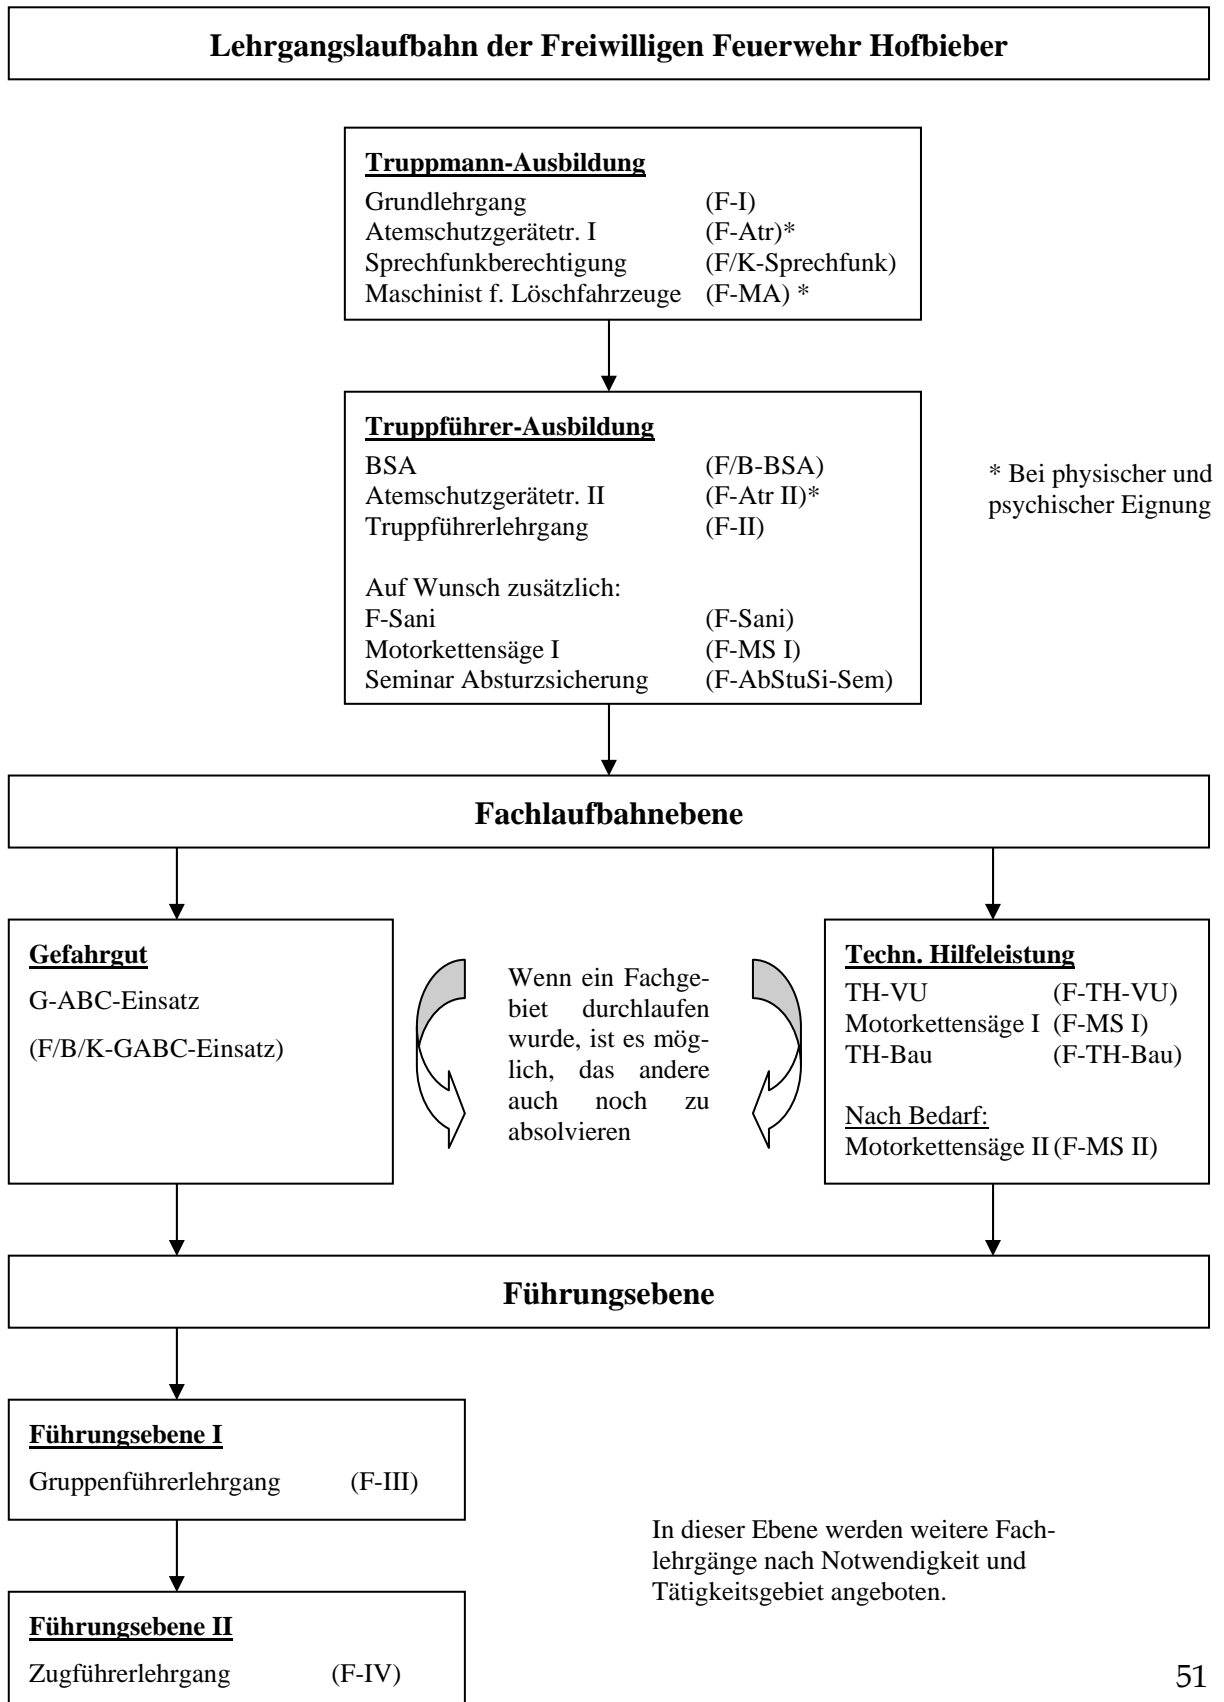 Lehrgangslaufbahn der Freiwilligen Feuerwehr Hofbieber
Truppmann-Ausbildung
Grundlehrgang (F-I)
Atemschutzgerätetr. I (F-Atr)*
Sprechfunkberechtigung (F/K-Sprechfunk)
Maschinist f. Löschfahrzeuge (F-MA) *
Truppführer-Ausbildung
BSA (F/B-BSA)
Atemschutzgerätetr. II (F-Atr II)*
Truppführerlehrgang (F-II)
Auf Wunsch zusätzlich:
F-Sani (F-Sani)
Motorkettensäge I (F-MS I)
Seminar Absturzsicherung (F-AbStuSi-Sem)
* Bei physischer und
psychischer Eignung
Fachlaufbahnebene
Gefahrgut
G-ABC-Einsatz
(F/B/K-GABC-Einsatz)
Wenn ein Fachge-
biet durchlaufen
wurde, ist es mög-
lich, das andere
auch noch zu
absolvieren
Techn. Hilfeleistung
TH-VU (F-TH-VU)
Motorkettensäge I (F-MS I)
TH-Bau (F-TH-Bau)
Nach Bedarf:
Motorkettensäge II (F-MS II)
Führungsebene
Führungsebene I
Gruppenführerlehrgang (F-III)
In dieser Ebene werden weitere Fach-
lehrgänge nach Notwendigkeit und
Tätigkeitsgebiet angeboten.
Führungsebene II
Zugführerlehrgang (F-IV)
51